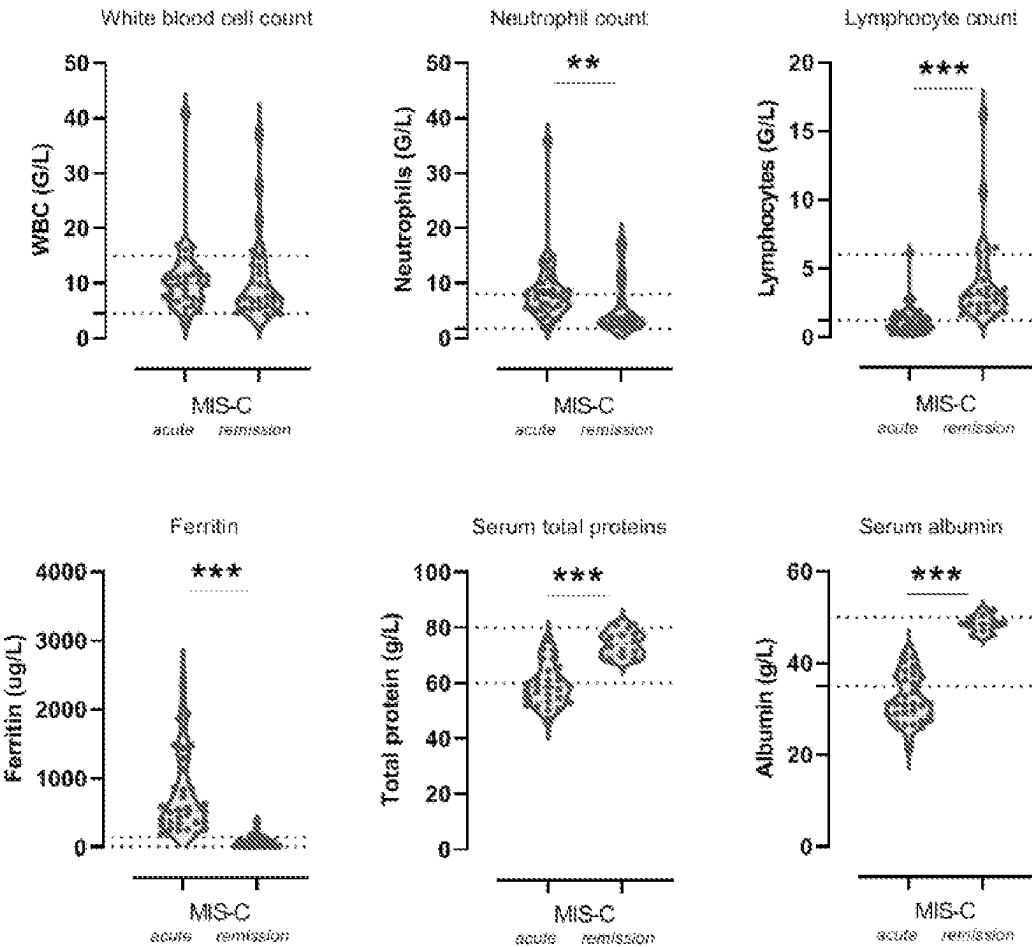 White blood cell count
WBC (G/L)
50
40
30
20
10
0
MIS-C
acute remission
Neutrophil count
**
Neutrophils (G/L)
50
40
30
20
10
0
MIS-C
acute remission
Lymphocyte count
***
Lymphocytes (G/L)
20
15
10
5
0
MIS-C
acute remission
Ferritin
***
Ferritin (ug/L)
4000
3000
2000
1000
0
MIS-C
acute remission
Serum total proteins
***
Total protein (g/L)
100
80
60
40
20
0
MIS-C
acute remission
Serum albumin
***
Albumin (g/L)
60
40
20
0
MIS-C
acute remission